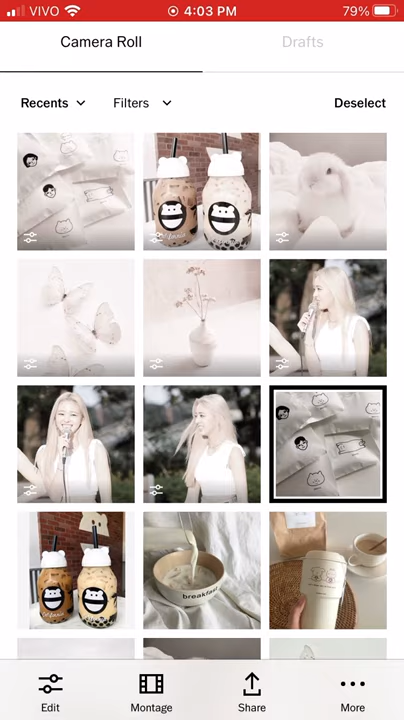 VIVO 4:03 PM 79%
Camera Roll Drafts
Recents Filters Deselect
breakfast
Edit Montage Share More